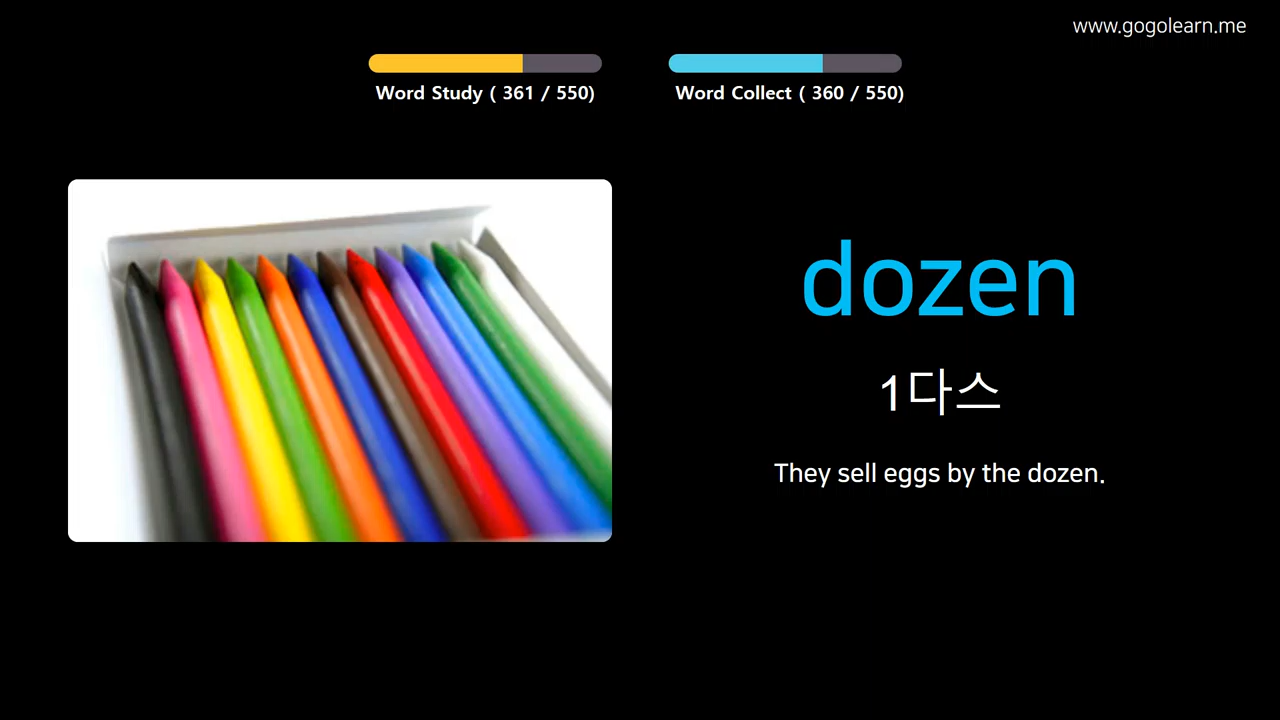 www.gogolearn.me
Word Study ( 361 / 550)
Word Collect ( 360 / 550)
dozen
1다스
They sell eggs by the dozen.